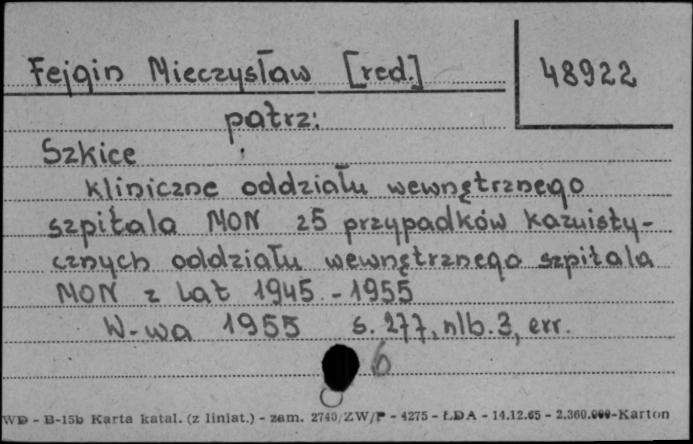 Fejgin Mieczysław [red.] 48922
patrz:
Szkice
kliniczne oddziału wewnętrznego
szpitala MON 25 przypadków kazuisty-
cznych oddziału wewnętrznego szpitala
MON z lat 1945 - 1955
W-wa 1955 s. 277, nlb. 3, err.
6
WD - B-15b Karta katal. (z liniat.) - zam. 2740/ZW/P - 4275 - ŁDA - 14.12.65 - 2.360.000-Karton